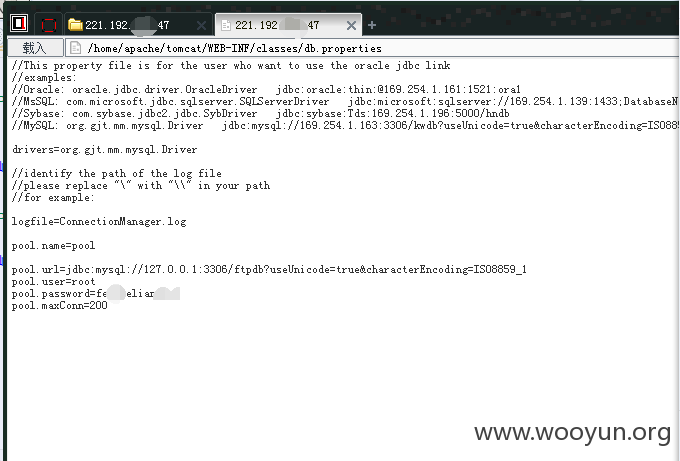 221.192. 47
221.192. 47
载入
/home/apache/tomcat/WEB-INF/classes/db.properties
//This property file is for the user who want to use the oracle jdbc link
//examples:
//Oracle: oracle.jdbc.driver.OracleDriver jdbc:oracle:thin:@169.254.1.161:1521:ora1
//MsSQL: com.microsoft.jdbc.sqlserver.SQLServerDriver jdbc:microsoft:sqlserver://169.254.1.139:1433;DatabaseN
//Sybase: com.sybase.jdbc2.jdbc.SybDriver jdbc:sybase:Tds:169.254.1.196:5000/hndb
//MySQL: org.gjt.mm.mysql.Driver jdbc:mysql://169.254.1.163:3306/kwdb?useUnicode=true&characterEncoding=ISO885
drivers=org.gjt.mm.mysql.Driver
//identify the path of the log file
//please replace "\" with "\\" in your path
//for example:
logfile=ConnectionManager.log
pool.name=pool
pool.url=jdbc:mysql://127.0.0.1:3306/ftpdb?useUnicode=true&characterEncoding=ISO8859_1
pool.user=root
pool.password=
pool.maxConn=200
www.wooyun.org